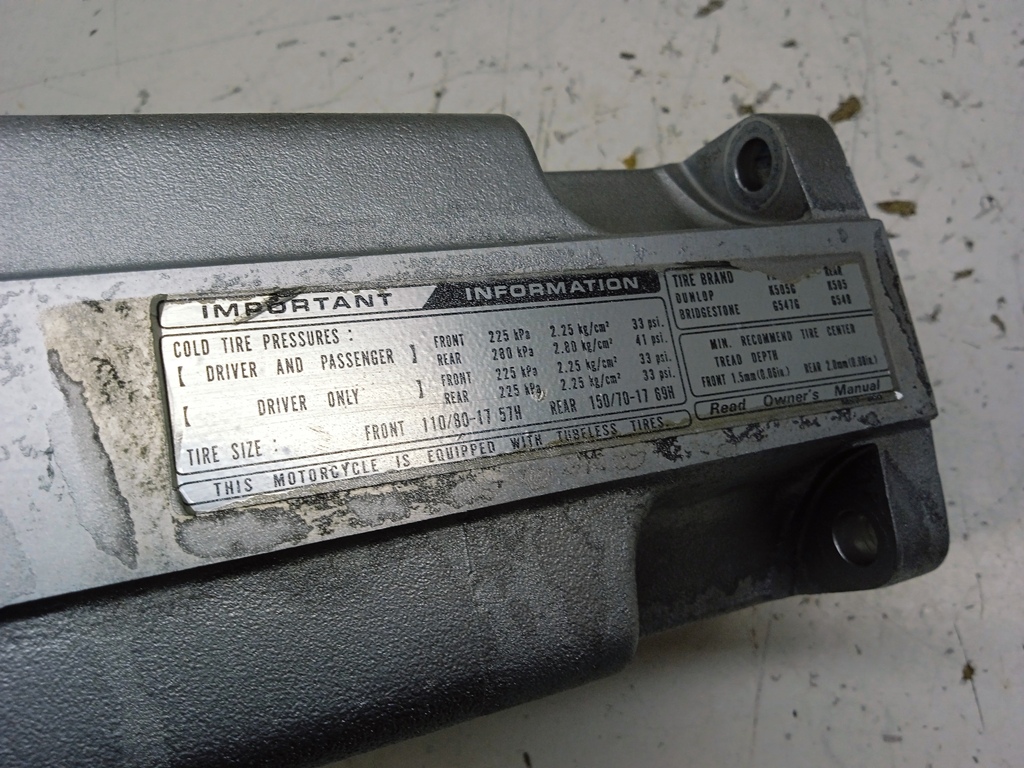 IMPORTANT INFORMATION
COLD TIRE PRESSURES :
[ DRIVER AND PASSENGER ] FRONT 225 kPa 2.25 kg/cm² 33 psi.
REAR 280 kPa 2.80 kg/cm² 41 psi.
[ DRIVER ONLY ] FRONT 225 kPa 2.25 kg/cm² 33 psi.
REAR 225 kPa 2.25 kg/cm² 33 psi.
TIRE SIZE : FRONT 110/80-17 57H REAR 150/70-17 69H
THIS MOTORCYCLE IS EQUIPPED WITH TUBELESS TIRES
TIRE BRAND REAR
DUNLOP K505G K505
BRIDGESTONE G547G G548
MIN. RECOMMEND TIRE CENTER
TREAD DEPTH
FRONT 1.5mm(0.06in.) REAR 2.0mm(0.08in.)
Read Owner's Manual